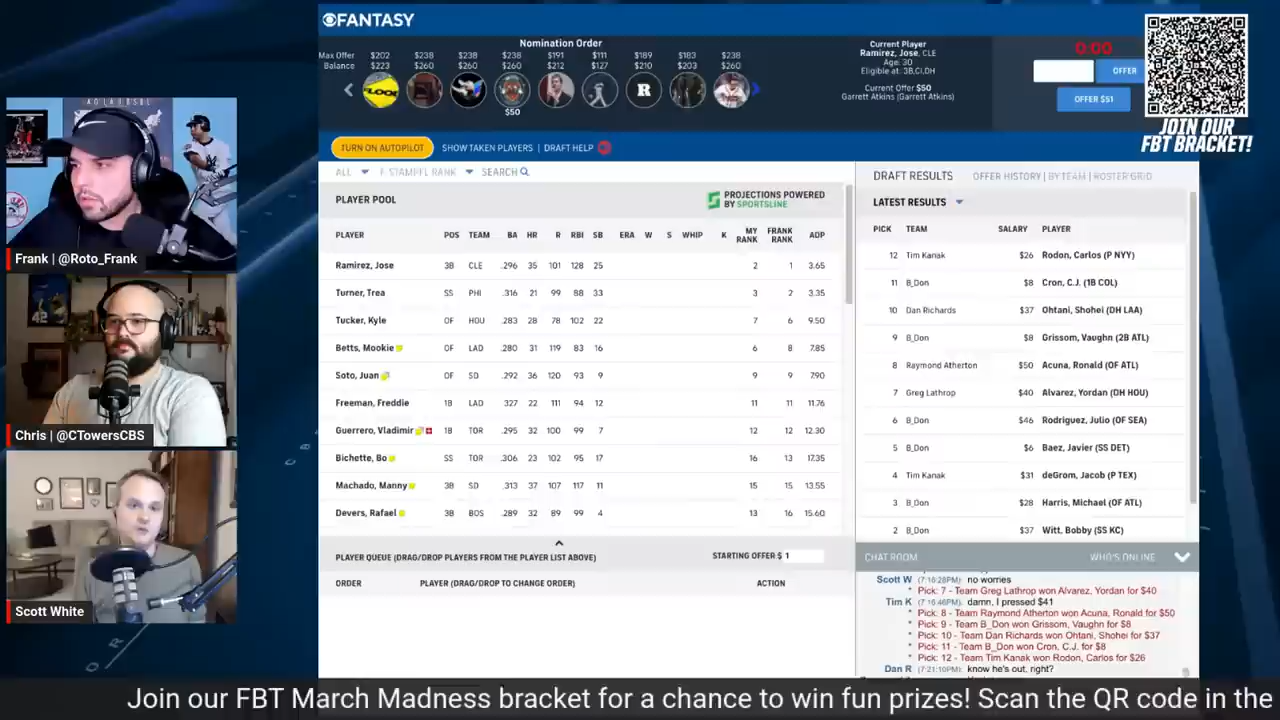 FANTASY
Nomination Order
Max Offer $202 $238 $238 $238 $191 $111 $189 $183 $238
Balance $223 $260 $260 $260 $212 $127 $210 $203 $260
$50
R
Current Player
Ramirez, Jose, CLE
Age: 30
Eligible at: 3B,CI,DH
Current Offer $50
Garrett Atkins (Garrett Atkins)
0:00
OFFER
OFFER $51
JOIN OUR
FBT BRACKET!
TURN ON AUTOPILOT SHOW TAKEN PLAYERS | DRAFT HELP
ALL F STAMPFL RANK SEARCH
PLAYER POOL
PROJECTIONS POWERED
BY SPORTSLINE
PLAYER POS TEAM BA HR R RBI SB ERA W S WHIP K MY RANK FRANK RANK ADP
Ramirez, Jose 3B CLE .296 35 101 128 25 2 1 3.65
Turner, Trea SS PHI .316 21 99 88 33 3 2 3.35
Tucker, Kyle OF HOU .283 28 78 102 22 7 6 9.50
Betts, Mookie OF LAD .280 31 119 83 16 6 8 7.85
Soto, Juan OF SD .292 36 120 93 9 9 9 7.90
Freeman, Freddie 1B LAD .327 22 111 94 12 11 11 11.76
Guerrero, Vladimir 1B TOR .295 32 100 99 7 12 12 12.30
Bichette, Bo SS TOR .306 23 102 95 17 16 13 17.35
Machado, Manny 3B SD .313 37 107 117 11 15 15 13.55
Devers, Rafael 3B BOS .289 32 89 99 4 13 16 15.60
PLAYER QUEUE (DRAG/DROP PLAYERS FROM THE PLAYER LIST ABOVE) STARTING OFFER $ 1
ORDER PLAYER (DRAG/DROP TO CHANGE ORDER) ACTION
DRAFT RESULTS OFFER HISTORY | BY TEAM | ROSTER GRID
LATEST RESULTS
PICK TEAM SALARY PLAYER
12 Tim Kanak $26 Rodon, Carlos (P NYY)
11 B_Don $8 Cron, C.J. (1B COL)
10 Dan Richards $37 Ohtani, Shohei (DH LAA)
9 B_Don $8 Grissom, Vaughn (2B ATL)
8 Raymond Atherton $50 Acuna, Ronald (OF ATL)
7 Greg Lathrop $40 Alvarez, Yordan (DH HOU)
6 B_Don $46 Rodriguez, Julio (OF SEA)
5 B_Don $6 Baez, Javier (SS DET)
4 Tim Kanak $31 deGrom, Jacob (P TEX)
3 B_Don $28 Harris, Michael (OF ATL)
2 B_Don $37 Witt, Bobby (SS KC)
CHAT ROOM WHO'S ONLINE
Scott W (7:16:28PM): no worries
* Pick: 7 - Team Greg Lathrop won Alvarez, Yordan for $40
Tim K (7:16:46PM): damn, I pressed $41
* Pick: 8 - Team Raymond Atherton won Acuna, Ronald for $50
* Pick: 9 - Team B_Don won Grissom, Vaughn for $8
* Pick: 10 - Team Dan Richards won Ohtani, Shohei for $37
* Pick: 11 - Team B_Don won Cron, C.J. for $8
* Pick: 12 - Team Tim Kanak won Rodon, Carlos for $26
Dan R (7:21:10PM): know he's out, right?
Frank | @Roto_Frank
Chris | @CTowersCBS
Scott White
Join our FBT March Madness bracket for a chance to win fun prizes! Scan the QR code in the